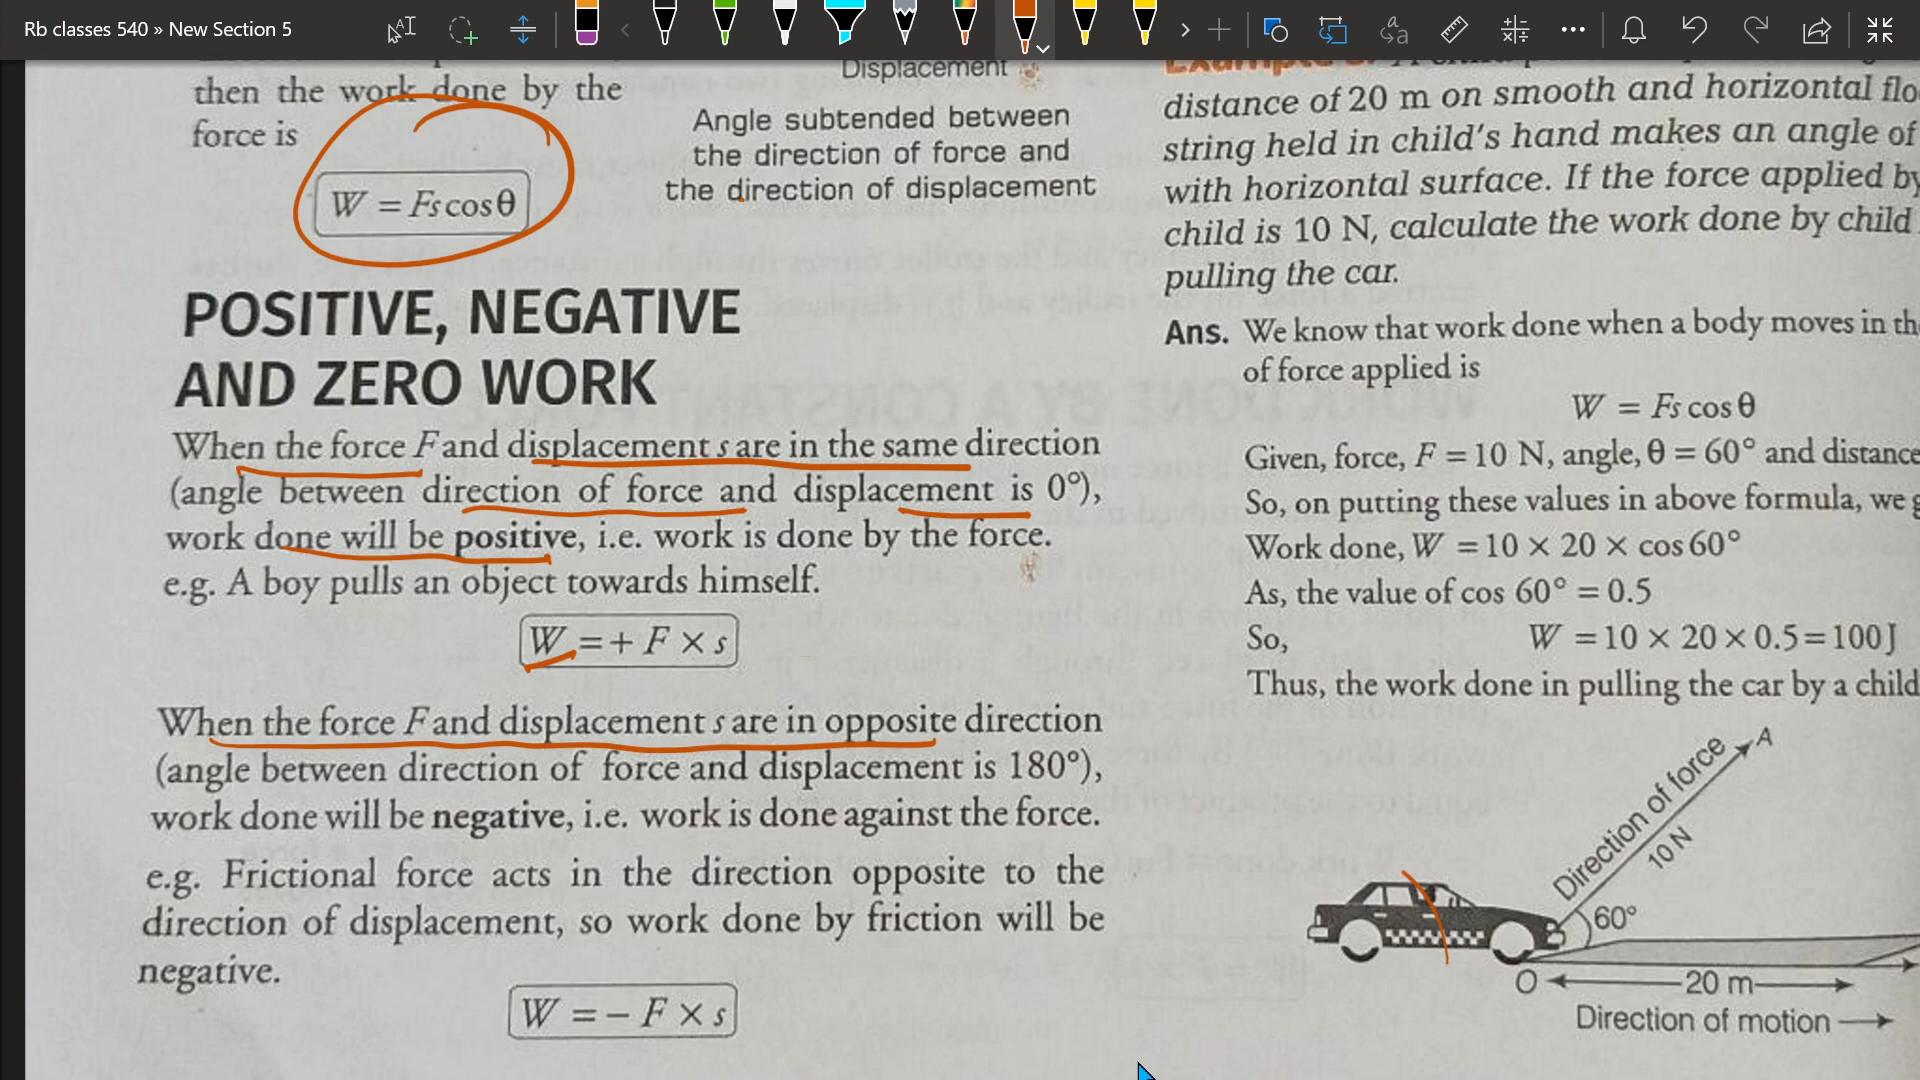 Rb classes 540 » New Section 5
then the work done by the
force is
W = Fs cosθ
Displacement
Angle subtended between
the direction of force and
the direction of displacement
POSITIVE, NEGATIVE
AND ZERO WORK
When the force F and displacement s are in the same direction
(angle between direction of force and displacement is 0°),
work done will be positive, i.e. work is done by the force.
e.g. A boy pulls an object towards himself.
W = + F × s
When the force F and displacement s are in opposite direction
(angle between direction of force and displacement is 180°),
work done will be negative, i.e. work is done against the force.
e.g. Frictional force acts in the direction opposite to the
direction of displacement, so work done by friction will be
negative.
W = – F × s
distance of 20 m on smooth and horizontal flo
string held in child's hand makes an angle of
with horizontal surface. If the force applied by
child is 10 N, calculate the work done by child
pulling the car.
Ans. We know that work done when a body moves in th
of force applied is
W = Fs cos θ
Given, force, F = 10 N, angle, θ = 60° and distance
So, on putting these values in above formula, we g
Work done, W = 10 × 20 × cos 60°
As, the value of cos 60° = 0.5
So, W = 10 × 20 × 0.5 = 100 J
Thus, the work done in pulling the car by a child
A
Direction of force
10 N
60°
O
20 m
Direction of motion